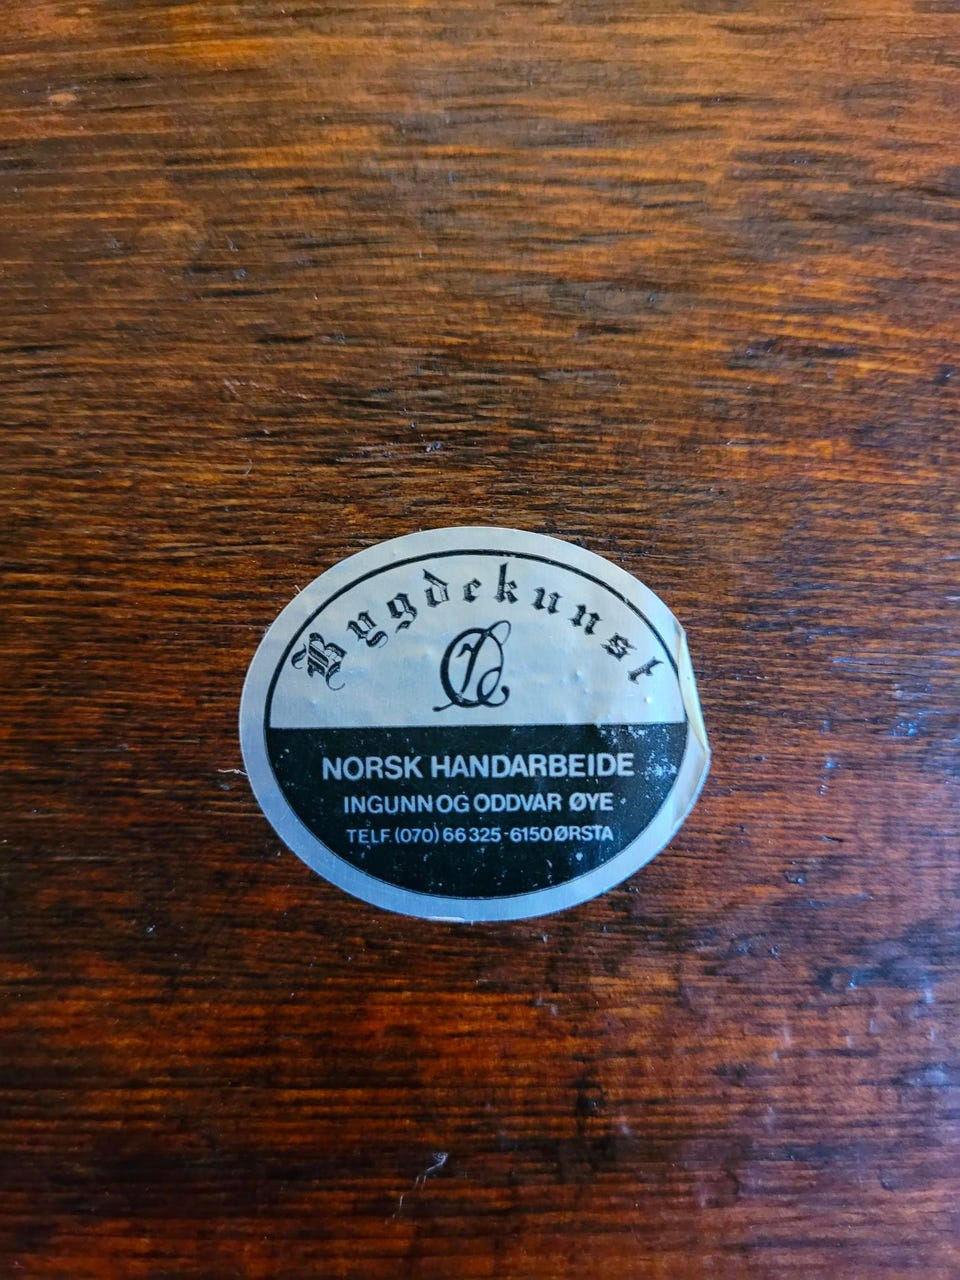 Bygdekunst
NORSK HANDARBEIDE
INGUNN OG ODDVAR ØYE
TELF. (070) 66 325 - 6150 ØRSTA